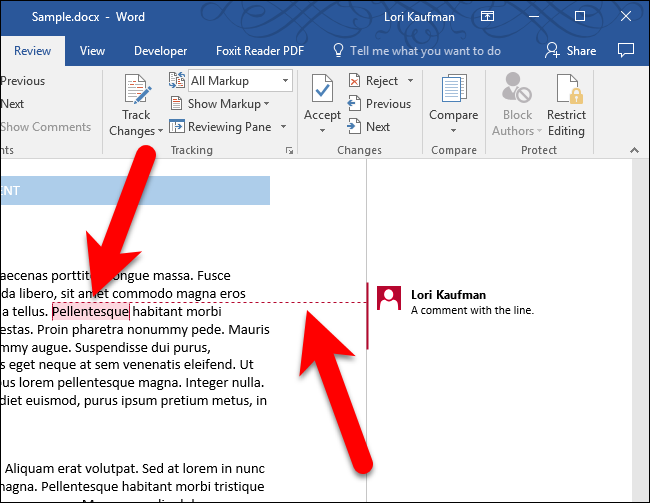 Sample.docx - Word
Lori Kaufman
Review View Developer Foxit Reader PDF Tell me what you want to do Share
Previous
Next
Show Comments
Track Changes
All Markup
Show Markup
Reviewing Pane
Tracking
Accept
Reject
Previous
Next
Changes
Compare
Compare
Block Authors
Restrict Editing
Protect
nts
ENT
aecenas porttit ongue massa. Fusce
da libero, sit amet commodo magna eros
a tellus. Pellentesque habitant morbi
estas. Proin pharetra nonummy pede. Mauris
mmy augue. Suspendisse dui purus,
s eget neque at sem venenatis eleifend. Ut
ous lorem pellentesque magna. Integer nulla.
diet euismod, purus ipsum pretium metus, in
Lori Kaufman
A comment with the line.
Aliquam erat volutpat. Sed at lorem in nunc
magna. Pellentesque habitant morbi tristique